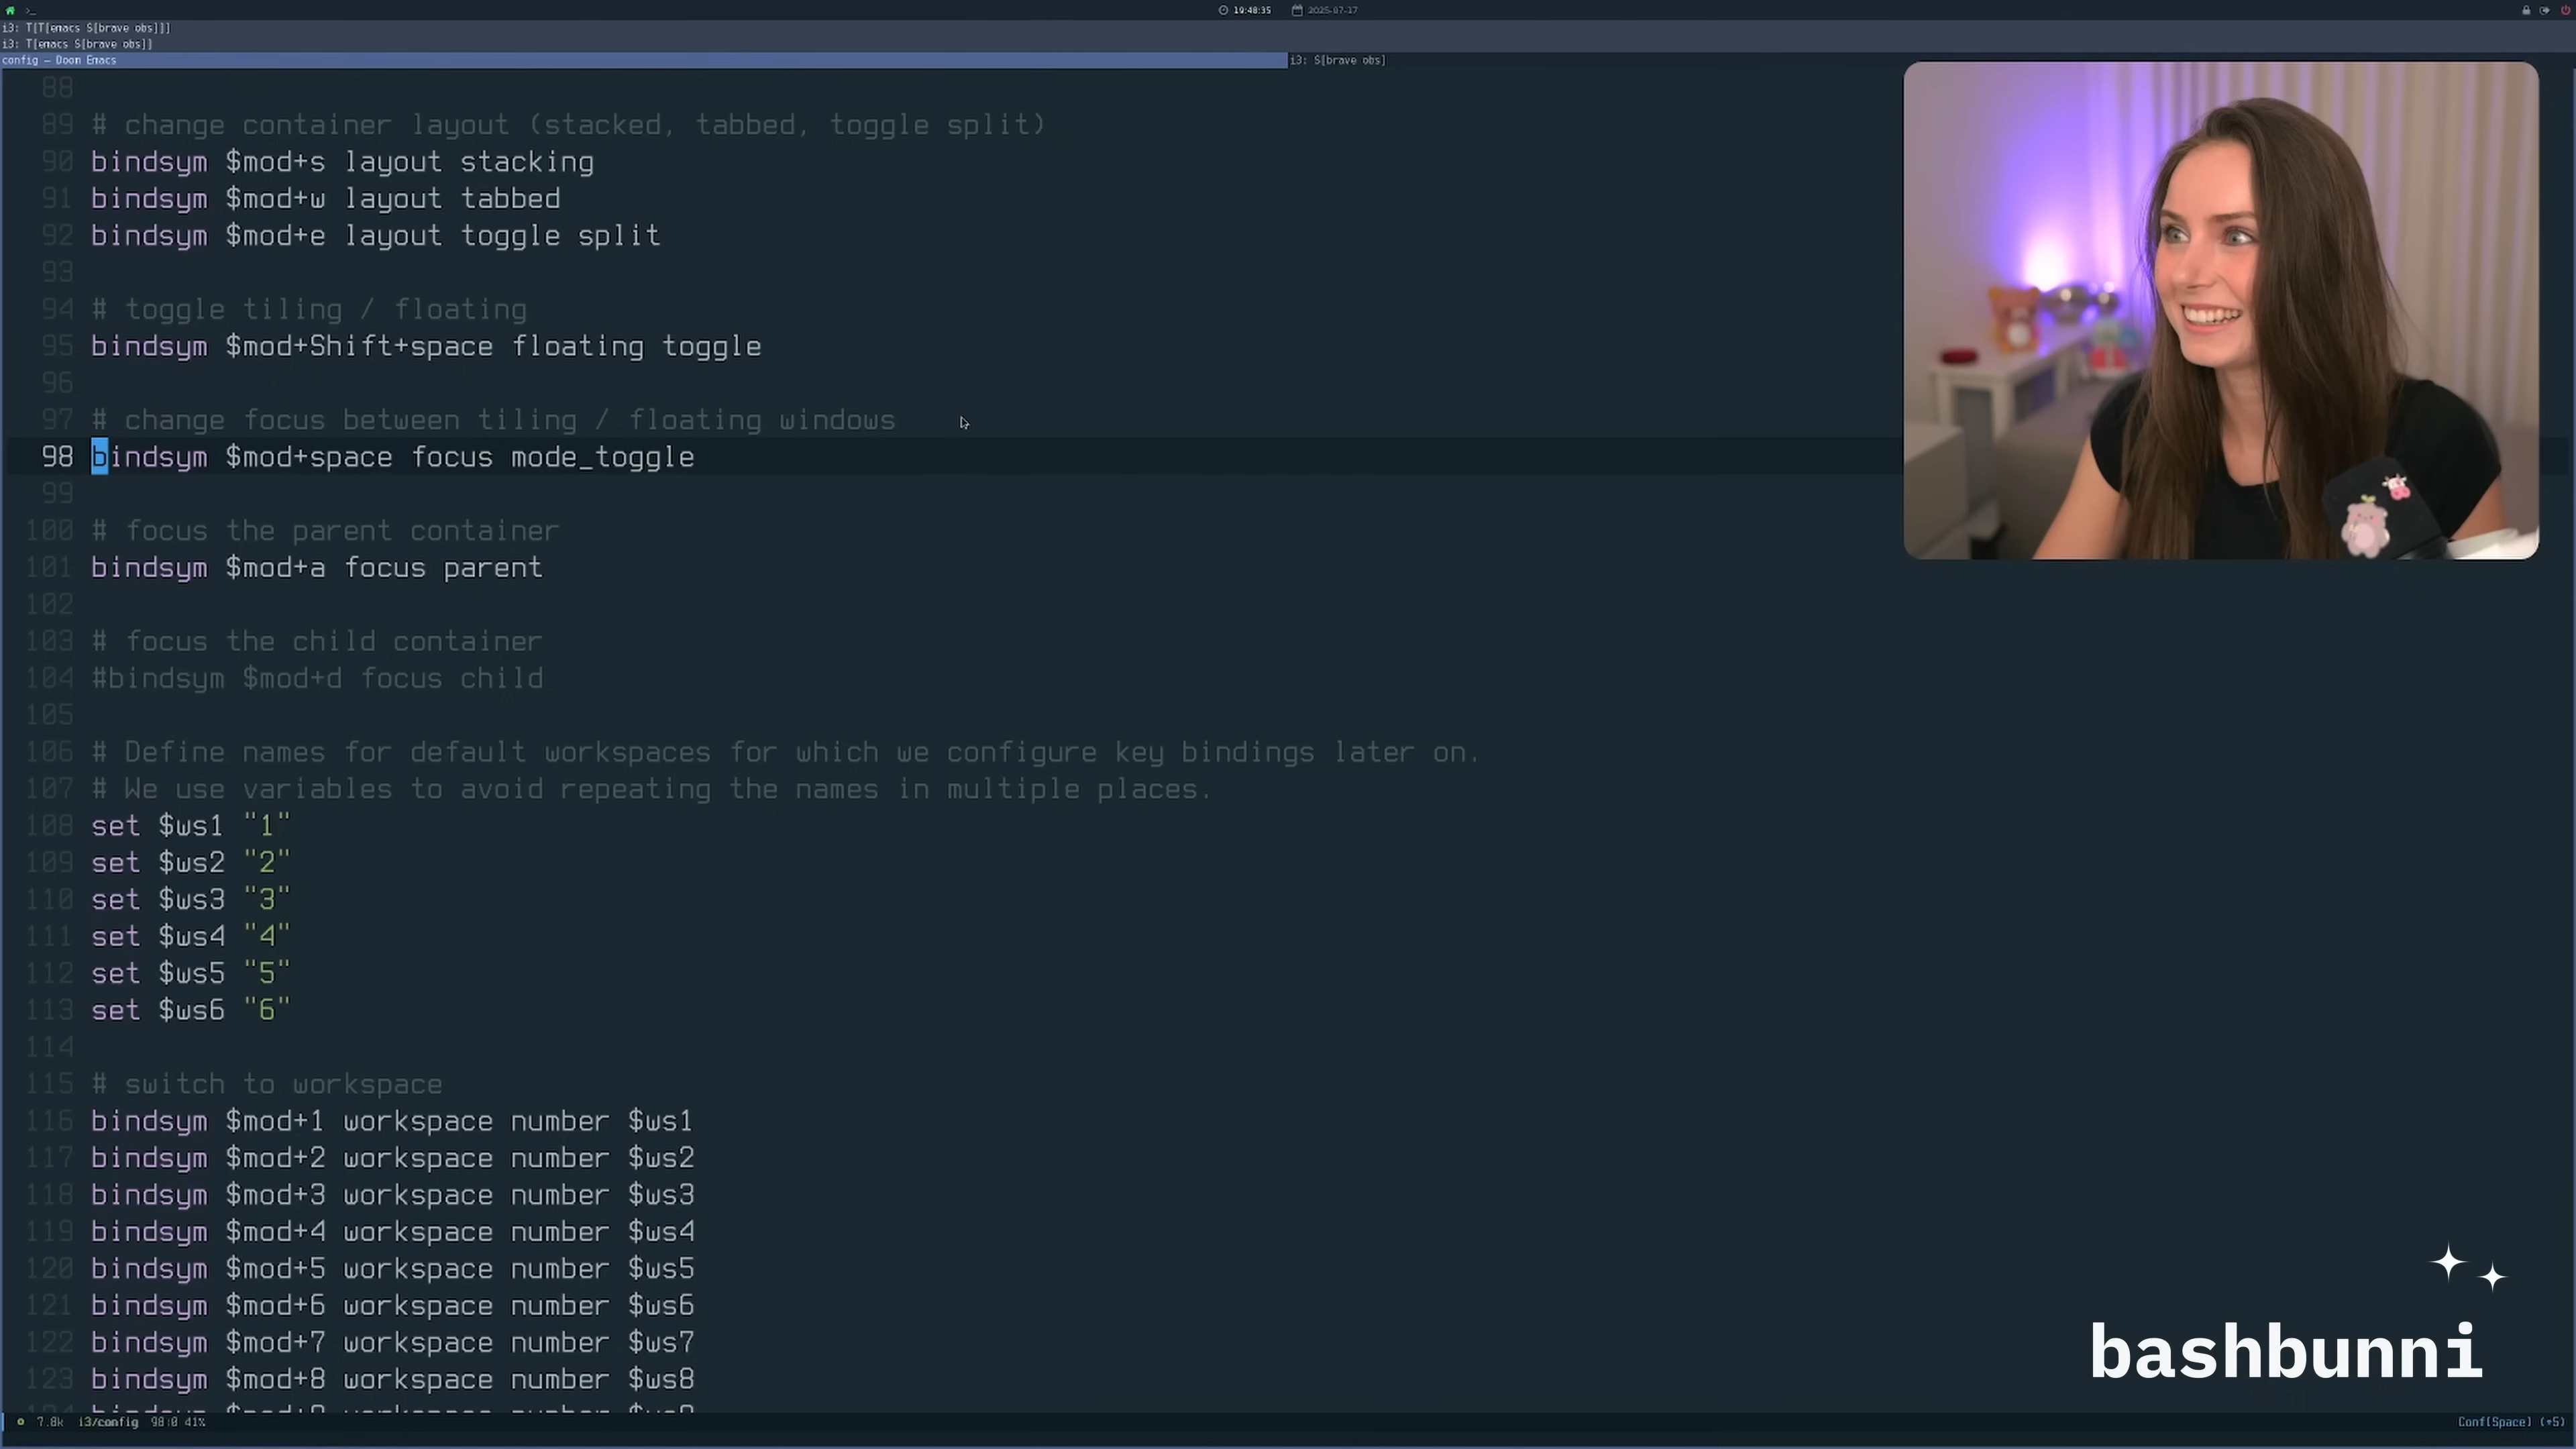 >_
19:48:35 2025-07-17
i3: T[T[emacs S[brave obs]]]
i3: T[emacs S[brave obs]]
config – Doom Emacs
i3: S[brave obs]
88
89 # change container layout (stacked, tabbed, toggle split)
90 bindsym $mod+s layout stacking
91 bindsym $mod+w layout tabbed
92 bindsym $mod+e layout toggle split
93
94 # toggle tiling / floating
95 bindsym $mod+Shift+space floating toggle
96
97 # change focus between tiling / floating windows
98 bindsym $mod+space focus mode_toggle
99
100 # focus the parent container
101 bindsym $mod+a focus parent
102
103 # focus the child container
104 #bindsym $mod+d focus child
105
106 # Define names for default workspaces for which we configure key bindings later on.
107 # We use variables to avoid repeating the names in multiple places.
108 set $ws1 "1"
109 set $ws2 "2"
110 set $ws3 "3"
111 set $ws4 "4"
112 set $ws5 "5"
113 set $ws6 "6"
114
115 # switch to workspace
116 bindsym $mod+1 workspace number $ws1
117 bindsym $mod+2 workspace number $ws2
118 bindsym $mod+3 workspace number $ws3
119 bindsym $mod+4 workspace number $ws4
120 bindsym $mod+5 workspace number $ws5
121 bindsym $mod+6 workspace number $ws6
122 bindsym $mod+7 workspace number $ws7
123 bindsym $mod+8 workspace number $ws8
bashbunni
7.0k i3/config 98:0 41%
Conf[Space] (+5)